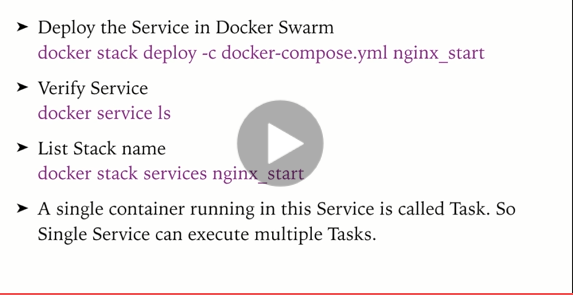 ➤ Deploy the Service in Docker Swarm
docker stack deploy -c docker-compose.yml nginx_start
➤ Verify Service
docker service ls
➤ List Stack name
docker stack services nginx_start
➤ A single container running in this Service is called Task. So
Single Service can execute multiple Tasks.